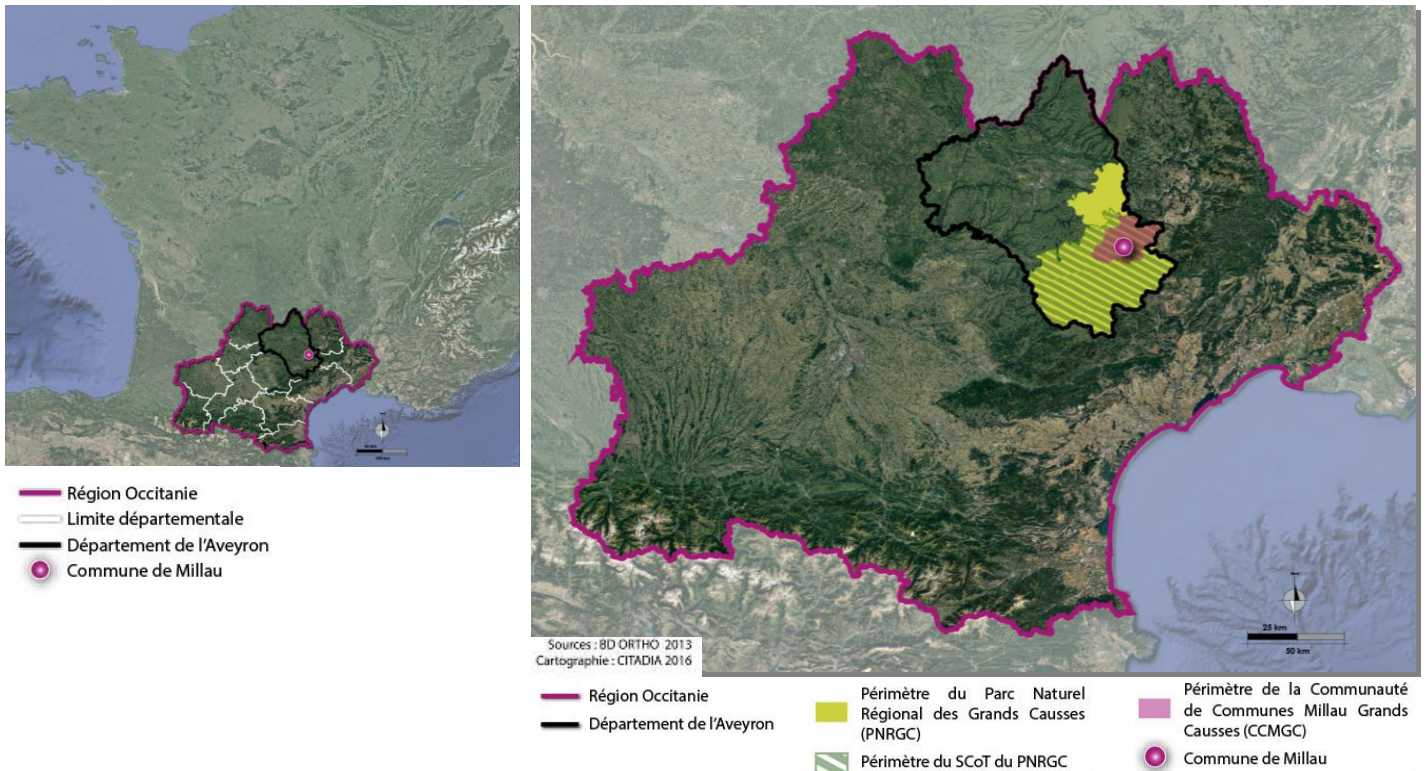 Région Occitanie
Limite départementale
Département de l'Aveyron
Commune de Millau
25 km
50 km
Sources : BD ORTHO 2013
Cartographie : CITADIA 2016
Région Occitanie
Département de l'Aveyron
Périmètre du Parc Naturel
Régional des Grands Causses
(PNRGC)
Périmètre du SCoT du PNRGC
Périmètre de la Communauté
de Communes Millau Grands
Causses (CCMGC)
Commune de Millau